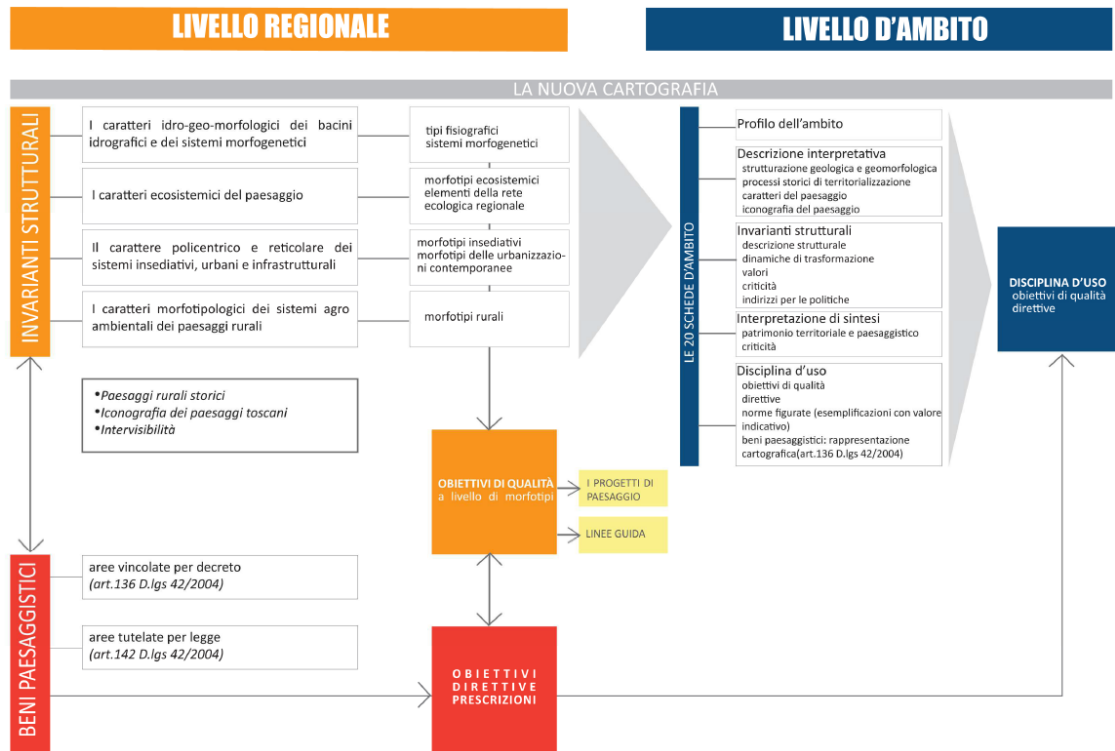 LIVELLO REGIONALE
LIVELLO D'AMBITO
LA NUOVA CARTOGRAFIA
INVARIANTI STRUTTURALI
I caratteri idro-geo-morfologici dei bacini
idrografici e dei sistemi morfogenetici
tipi fisiografici
sistemi morfogenetici
I caratteri ecosistemici del paesaggio
morfotipi ecosistemici
elementi della rete
ecologica regionale
Il carattere policentrico e reticolare dei
sistemi insediativi, urbani e infrastrutturali
morfotipi insediativi
morfotipi delle urbanizzazio-
ni contemporanee
I caratteri morfotipologici dei sistemi agro
ambientali dei paesaggi rurali
morfotipi rurali
•Paesaggi rurali storici
•Iconografia dei paesaggi toscani
•Intervisibilità
OBIETTIVI DI QUALITÀ
a livello di morfotipi
I PROGETTI DI
PAESAGGIO
LINEE GUIDA
BENI PAESAGGISTICI
aree vincolate per decreto
(art.136 D.lgs 42/2004)
aree tutelate per legge
(art.142 D.lgs 42/2004)
OBIETTIVI
DIRETTIVE
PRESCRIZIONI
LE 20 SCHEDE D'AMBITO
Profilo dell'ambito
Descrizione interpretativa
strutturazione geologica e geomorfologica
processi storici di territorializzazione
caratteri del paesaggio
iconografia del paesaggio
Invarianti strutturali
descrizione strutturale
dinamiche di trasformazione
valori
criticità
indirizzi per le politiche
Interpretazione di sintesi
patrimonio territoriale e paesaggistico
criticità
Disciplina d'uso
obiettivi di qualità
direttive
norme figurate (esemplificazioni con valore
indicativo)
beni paesaggistici: rappresentazione
cartografica(art.136 D.lgs 42/2004)
DISCIPLINA D'USO
obiettivi di qualità
direttive